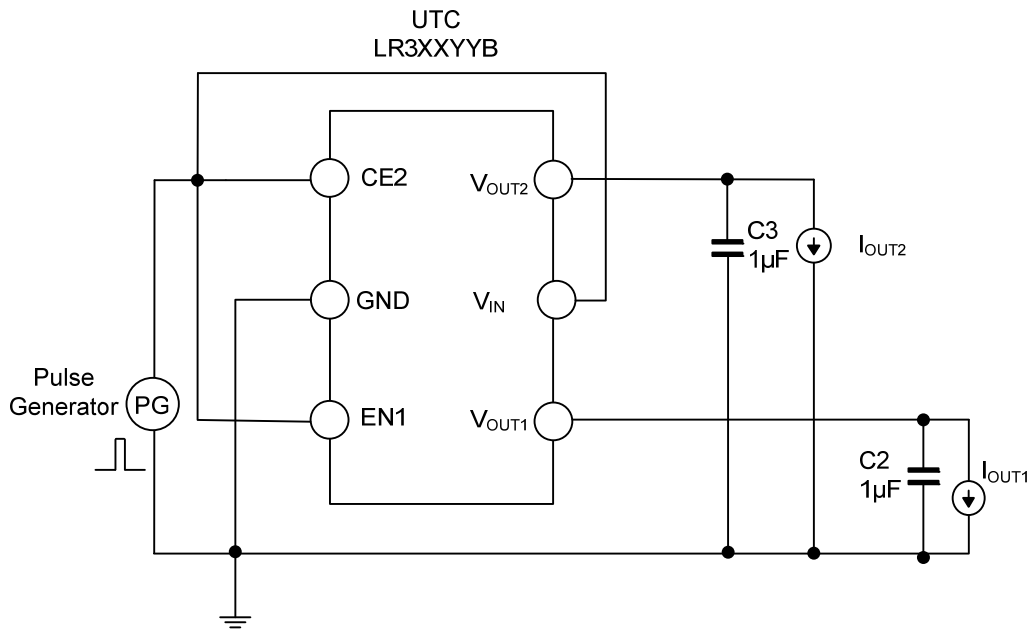 UTC
LR3XXYYB
CE2
VOUT2
C3
1µF
IOUT2
GND
VIN
Pulse
Generator
PG
EN1
VOUT1
C2
1µF
IOUT1